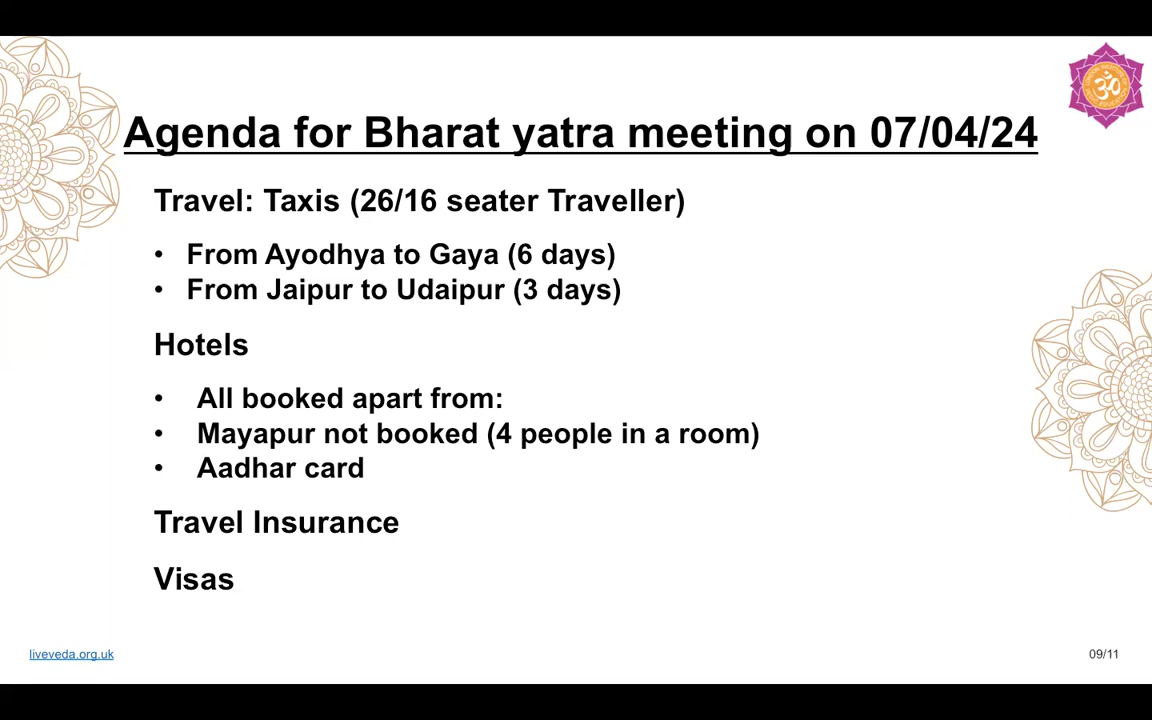 Agenda for Bharat yatra meeting on 07/04/24
Travel: Taxis (26/16 seater Traveller)
• From Ayodhya to Gaya (6 days)
• From Jaipur to Udaipur (3 days)
Hotels
• All booked apart from:
• Mayapur not booked (4 people in a room)
• Aadhar card
Travel Insurance
Visas
liveveda.org.uk
09/11